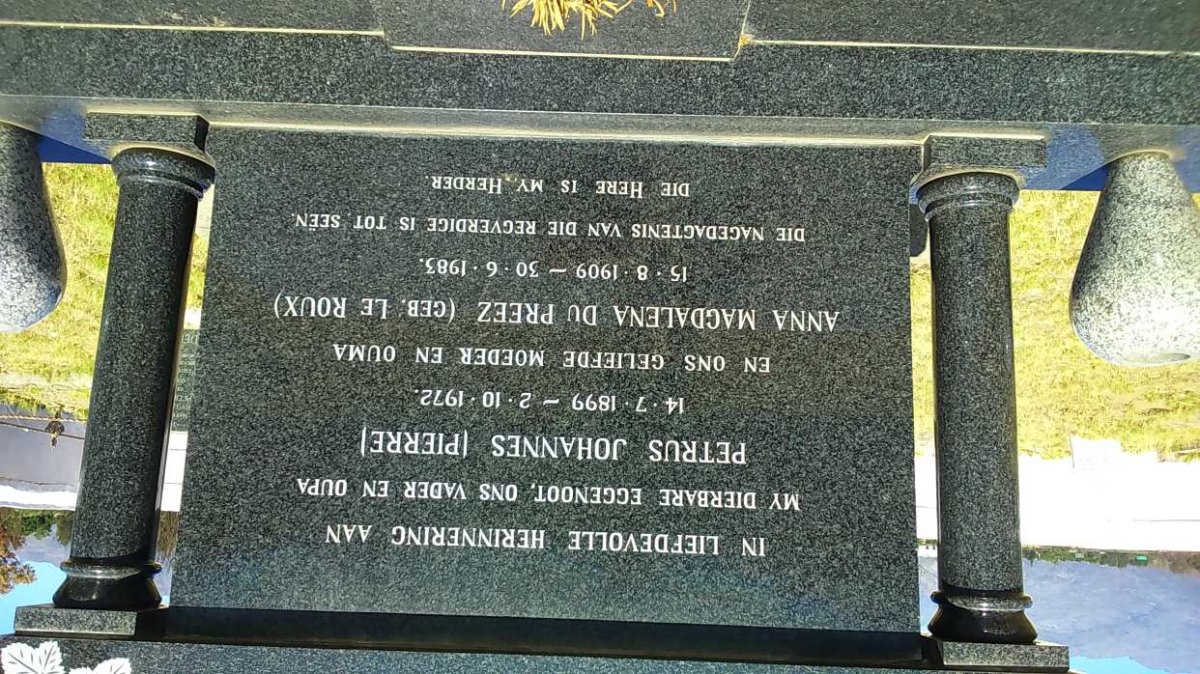 IN LIEFDEVOLLE HERINNERING AAN
MY DIERBARE EGGENOOT, ONS VADER EN OUPA
PETRUS JOHANNES (PIERRE)
14·7·1899 – 2·10·1972.
EN ONS GELIEFDE MOEDER EN OUMA
ANNA MAGDALENA DU PREEZ (GEB. LE ROUX)
15·8·1909 – 30·6·1983.
DIE NAGEDAGTENIS VAN DIE REGVERDIGE IS TOT SEËN.
DIE HERE IS MY HERDER.